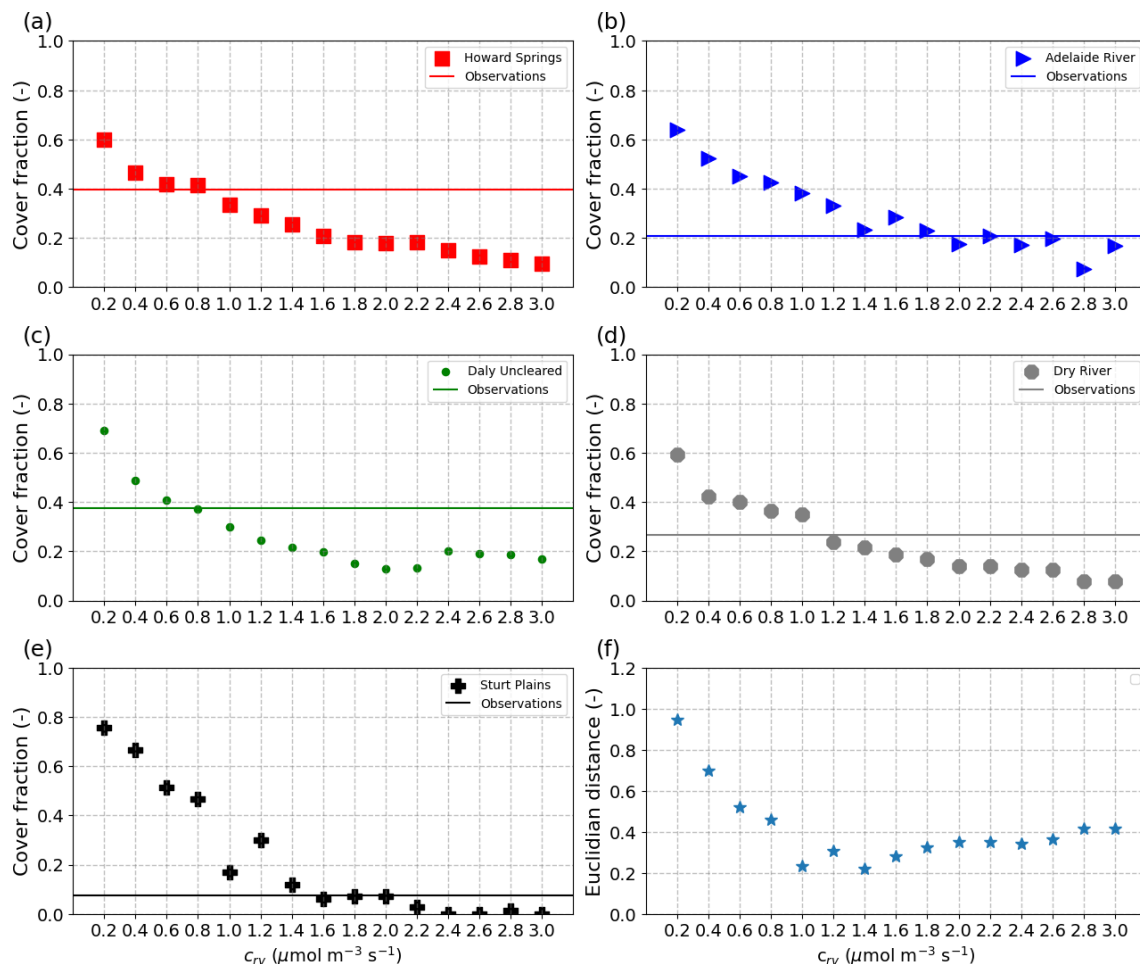 (a)
1.0
0.8
0.6
0.4
0.2
0.0
Cover fraction (-)
Howard Springs
Observations
0.2 0.4 0.6 0.8 1.0 1.2 1.4 1.6 1.8 2.0 2.2 2.4 2.6 2.8 3.0
(b)
1.0
0.8
0.6
0.4
0.2
0.0
Cover fraction (-)
Adelaide River
Observations
0.2 0.4 0.6 0.8 1.0 1.2 1.4 1.6 1.8 2.0 2.2 2.4 2.6 2.8 3.0
(c)
1.0
0.8
0.6
0.4
0.2
0.0
Cover fraction (-)
Daly Uncleared
Observations
0.2 0.4 0.6 0.8 1.0 1.2 1.4 1.6 1.8 2.0 2.2 2.4 2.6 2.8 3.0
(d)
1.0
0.8
0.6
0.4
0.2
0.0
Cover fraction (-)
Dry River
Observations
0.2 0.4 0.6 0.8 1.0 1.2 1.4 1.6 1.8 2.0 2.2 2.4 2.6 2.8 3.0
(e)
1.0
0.8
0.6
0.4
0.2
0.0
Cover fraction (-)
Sturt Plains
Observations
0.2 0.4 0.6 0.8 1.0 1.2 1.4 1.6 1.8 2.0 2.2 2.4 2.6 2.8 3.0
c_rv (μmol m⁻³ s⁻¹)
(f)
1.2
1.0
0.8
0.6
0.4
0.2
0.0
Euclidian distance (-)
0.2 0.4 0.6 0.8 1.0 1.2 1.4 1.6 1.8 2.0 2.2 2.4 2.6 2.8 3.0
c_rv (μmol m⁻³ s⁻¹)